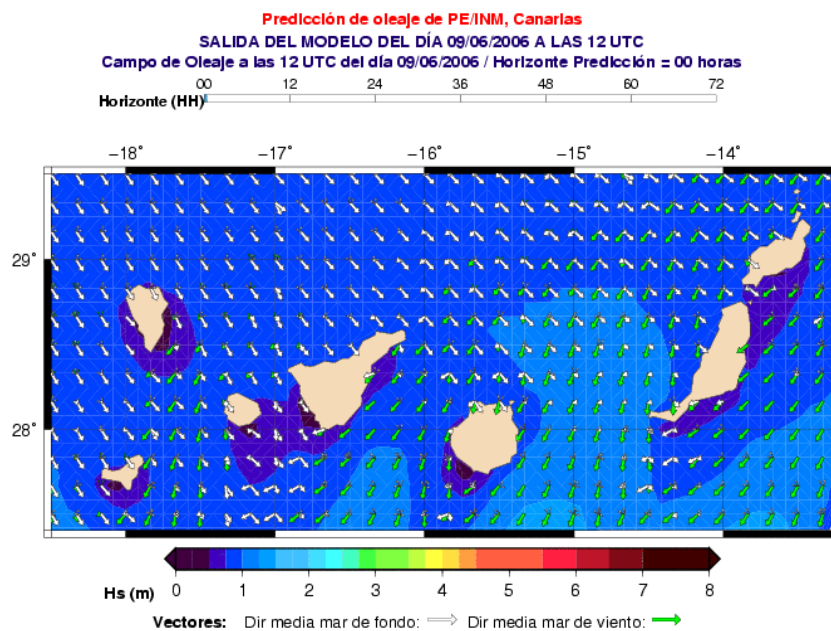 Predicción de oleaje de PE/INM, Canarias
SALIDA DEL MODELO DEL DÍA 09/06/2006 A LAS 12 UTC
Campo de Oleaje a las 12 UTC del día 09/06/2006 / Horizonte Predicción = 00 horas
00 12 24 36 48 60 72
Horizonte (HH)
−18° −17° −16° −15° −14°
29°
28°
Hs (m) 0 1 2 3 4 5 6 7 8
Vectores: Dir media mar de fondo: Dir media mar de viento: